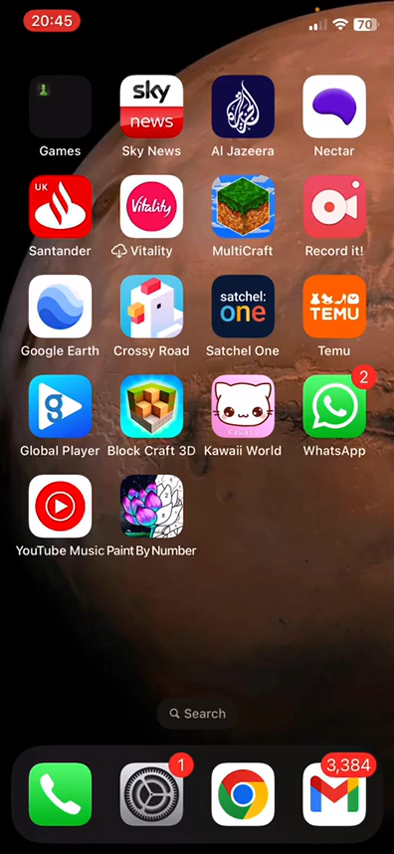 20:45
70
sky
news
Games
Sky News
Al Jazeera
Nectar
UK
Vitality
Santander
Vitality
MultiCraft
Record it!
satchel:
one
TEMU
Google Earth
Crossy Road
Satchel One
Temu
g
Kawaii
2
Global Player
Block Craft 3D
Kawaii World
WhatsApp
YouTube Music
Paint By Number
Search
1
3,384